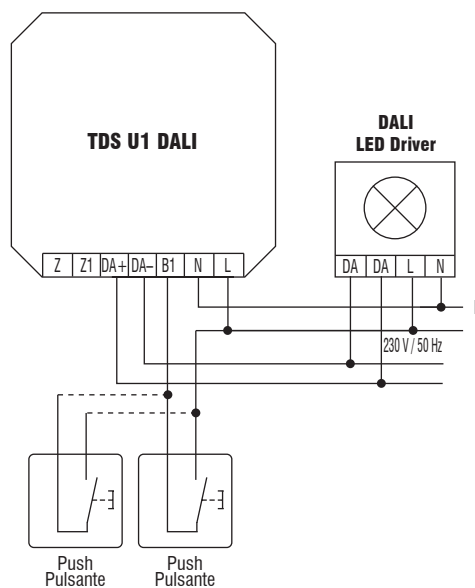 TDS U1 DALI
DALI
LED Driver
Z Z1 DA+ DA– B1 N L
DA DA L N
230 V / 50 Hz
Push
Pulsante
Push
Pulsante